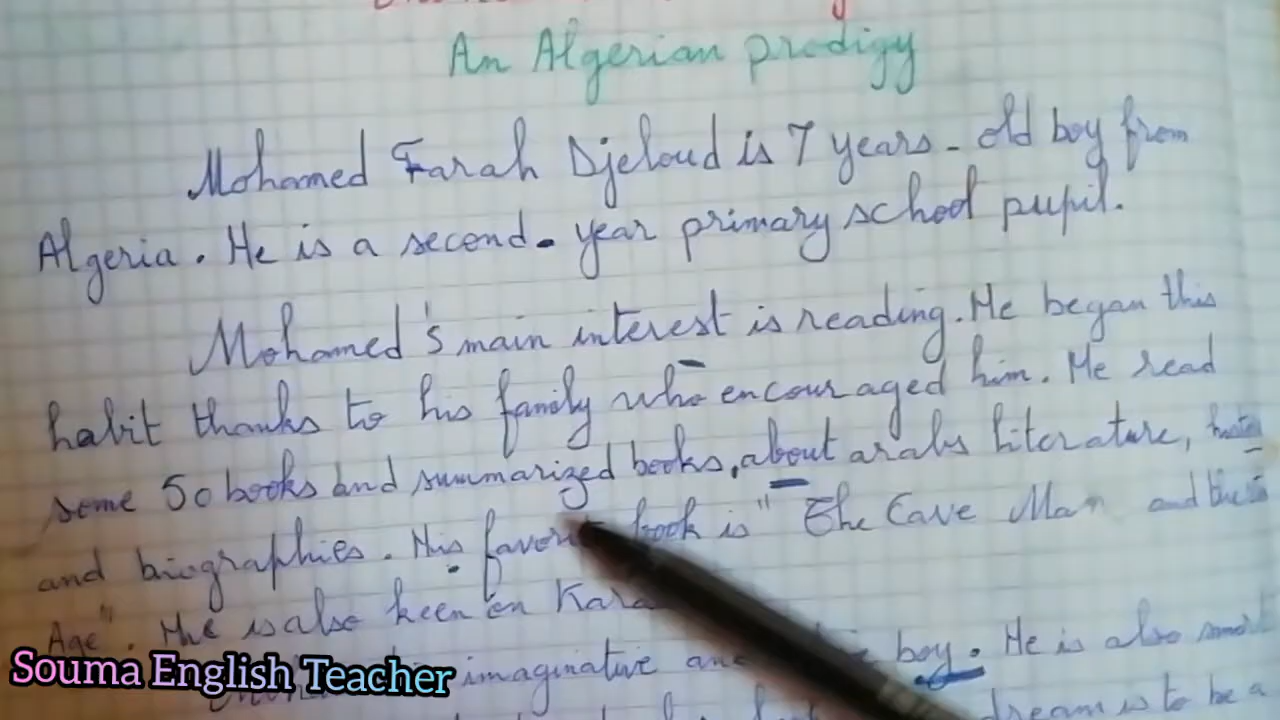 An Algerian prodigy
Mohamed Farah Djeloud is 7 years - old boy from
Algeria. He is a second - year primary school pupil.
Mohamed's main interest is reading. He began this
habit thanks to his family who encouraged him. He read
some 50 books and summarized books, about arabs literature,
and biographies. His book is "The Cave Man and the
Age". He is also keen on
imaginative boy. He is also smart
dream is to be a
Souma English Teacher